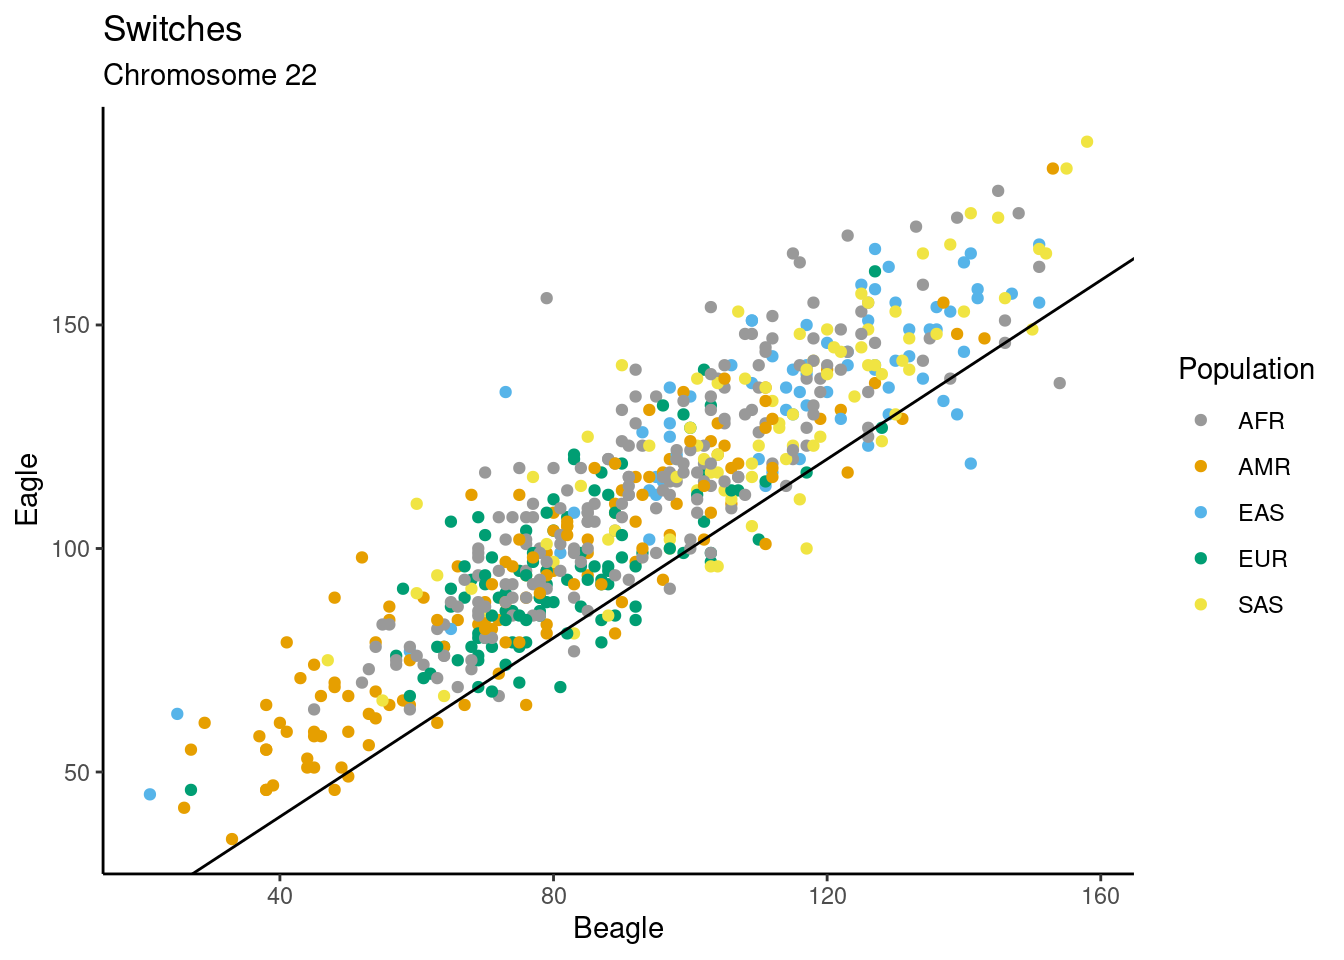 Switches
Chromosome 22
150
100
50
Eagle
40
80
120
160
Beagle
Population
AFR
AMR
EAS
EUR
SAS